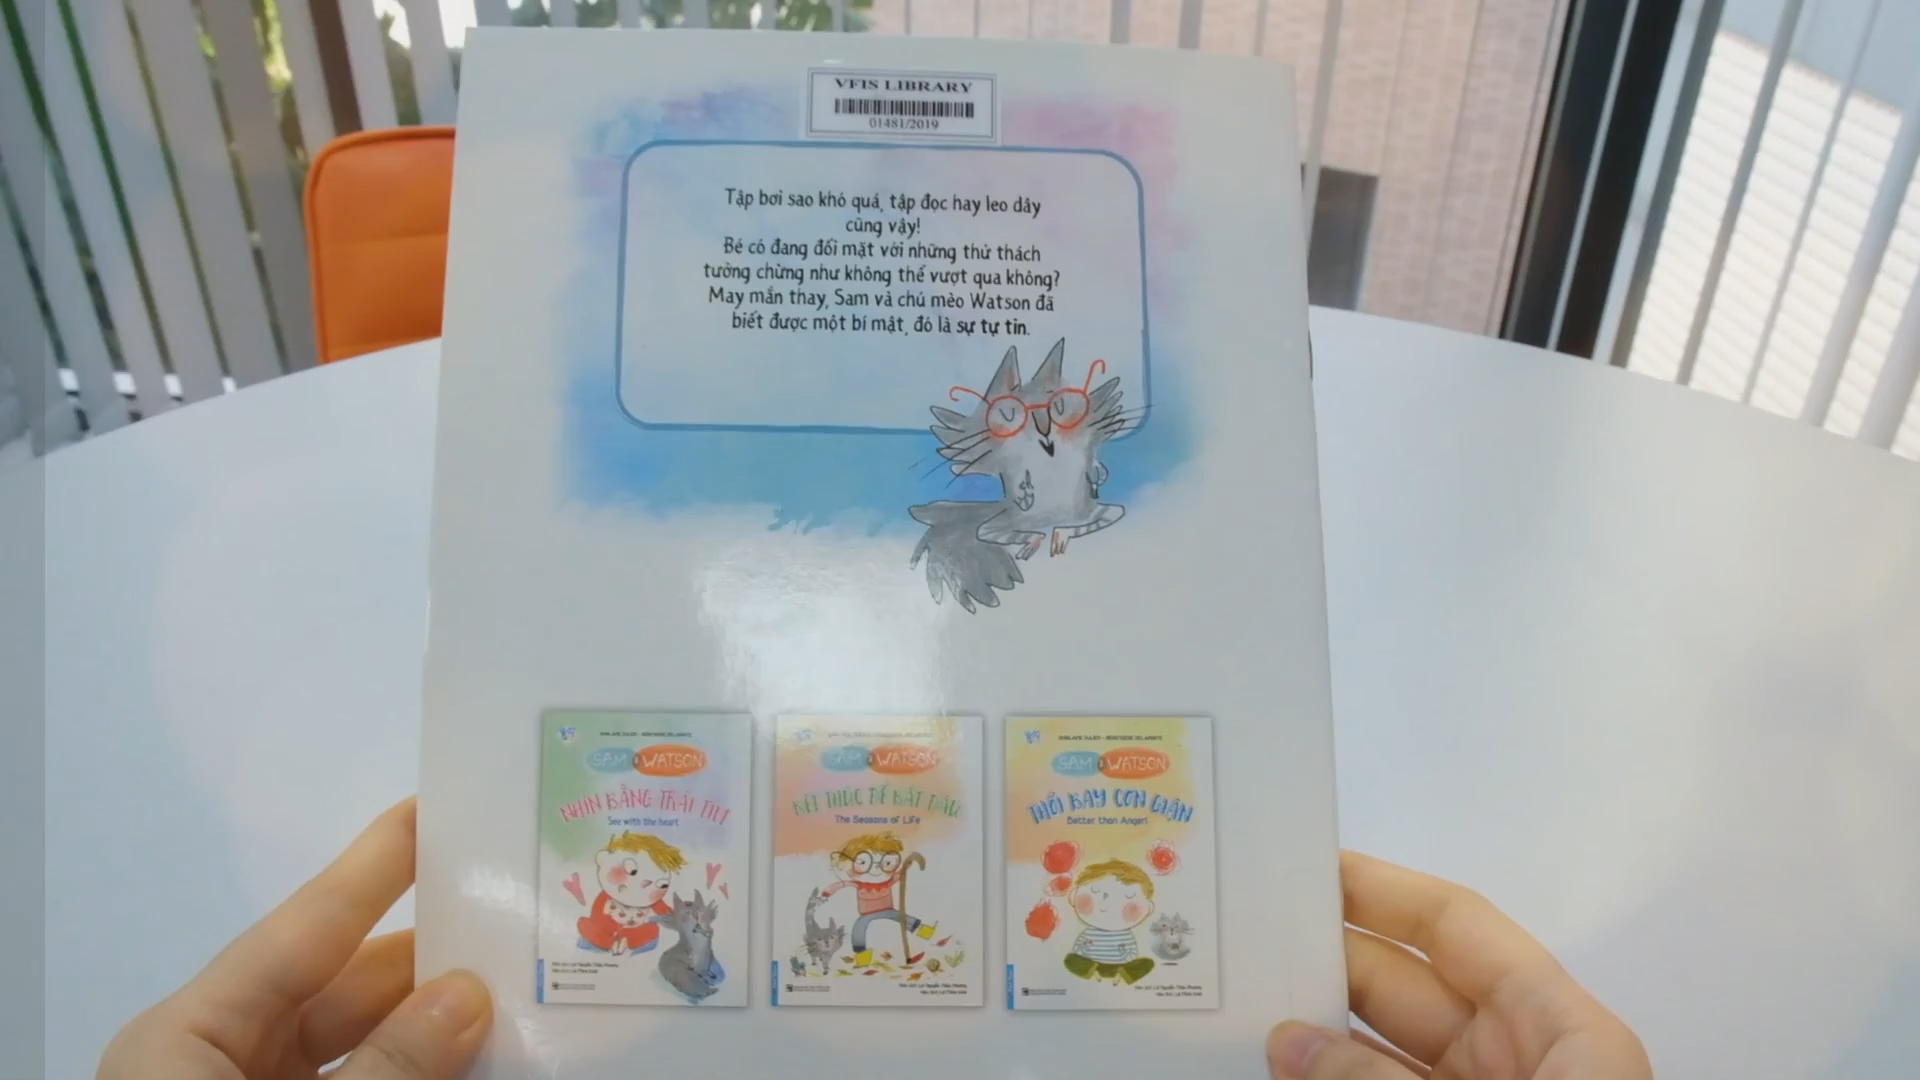 VFIS LIBRARY
01481/2019
Tập bơi sao khó quá, tập đọc hay leo dây
cũng vậy!
Bé có đang đối mặt với những thử thách
tưởng chừng như không thể vượt qua không?
May mắn thay, Sam và chú mèo Watson đã
biết được một bí mật, đó là sự tự tin.
SAM & WATSON
NHÌN BẰNG TRÁI TIM
See with the heart
SAM & WATSON
KẾT THÚC ĐỂ BẮT ĐẦU
The Seasons of Life
SAM & WATSON
THỔI BAY CƠN GIẬN
Better than Anger!